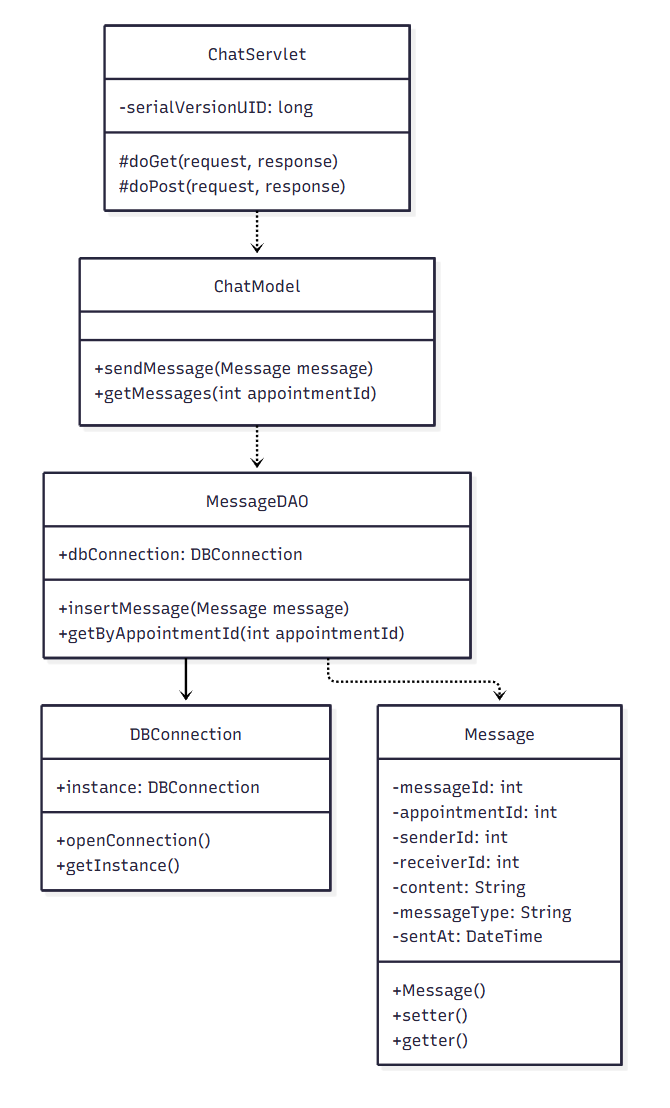 ChatServlet
-serialVersionUID: long
#doGet(request, response)
#doPost(request, response)
ChatModel
+sendMessage(Message message)
+getMessages(int appointmentId)
MessageDAO
+dbConnection: DBConnection
+insertMessage(Message message)
+getByAppointmentId(int appointmentId)
DBConnection
+instance: DBConnection
+openConnection()
+getInstance()
Message
-messageId: int
-appointmentId: int
-senderId: int
-receiverId: int
-content: String
-messageType: String
-sentAt: DateTime
+Message()
+setter()
+getter()